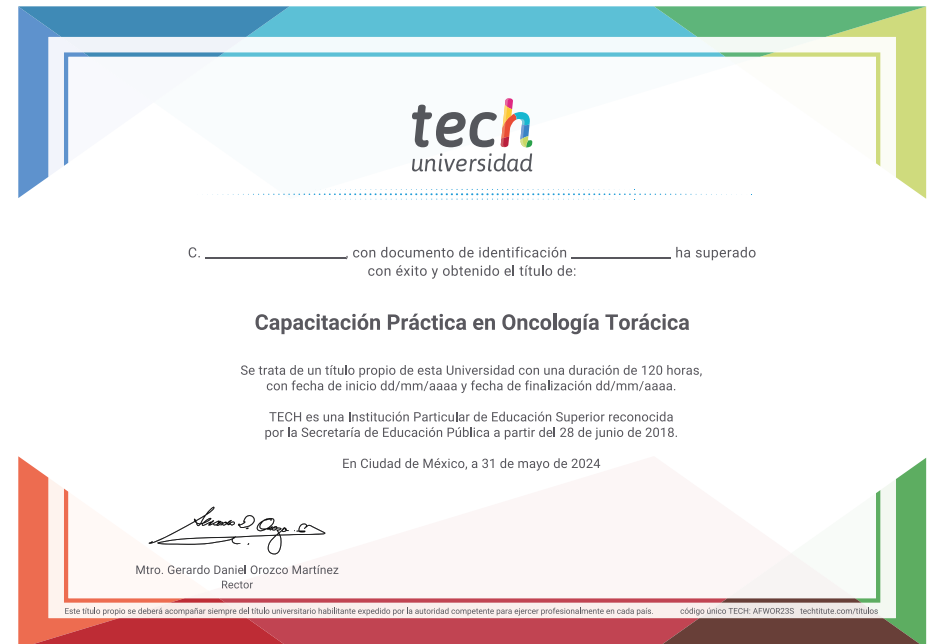 tech
universidad
C. ____________, con documento de identificación _________ ha superado
con éxito y obtenido el título de:
Capacitación Práctica en Oncología Torácica
Se trata de un título propio de esta Universidad con una duración de 120 horas,
con fecha de inicio dd/mm/aaaa y fecha de finalización dd/mm/aaaa.
TECH es una Institución Particular de Educación Superior reconocida
por la Secretaría de Educación Pública a partir del 28 de junio de 2018.
En Ciudad de México, a 31 de mayo de 2024
Mtro. Gerardo Daniel Orozco Martínez
Rector
Este título propio se deberá acompañar siempre del título universitario habilitante expedido por la autoridad competente para ejercer profesionalmente en cada país. código único TECH: AFWOR23S techtitute.com/titulos